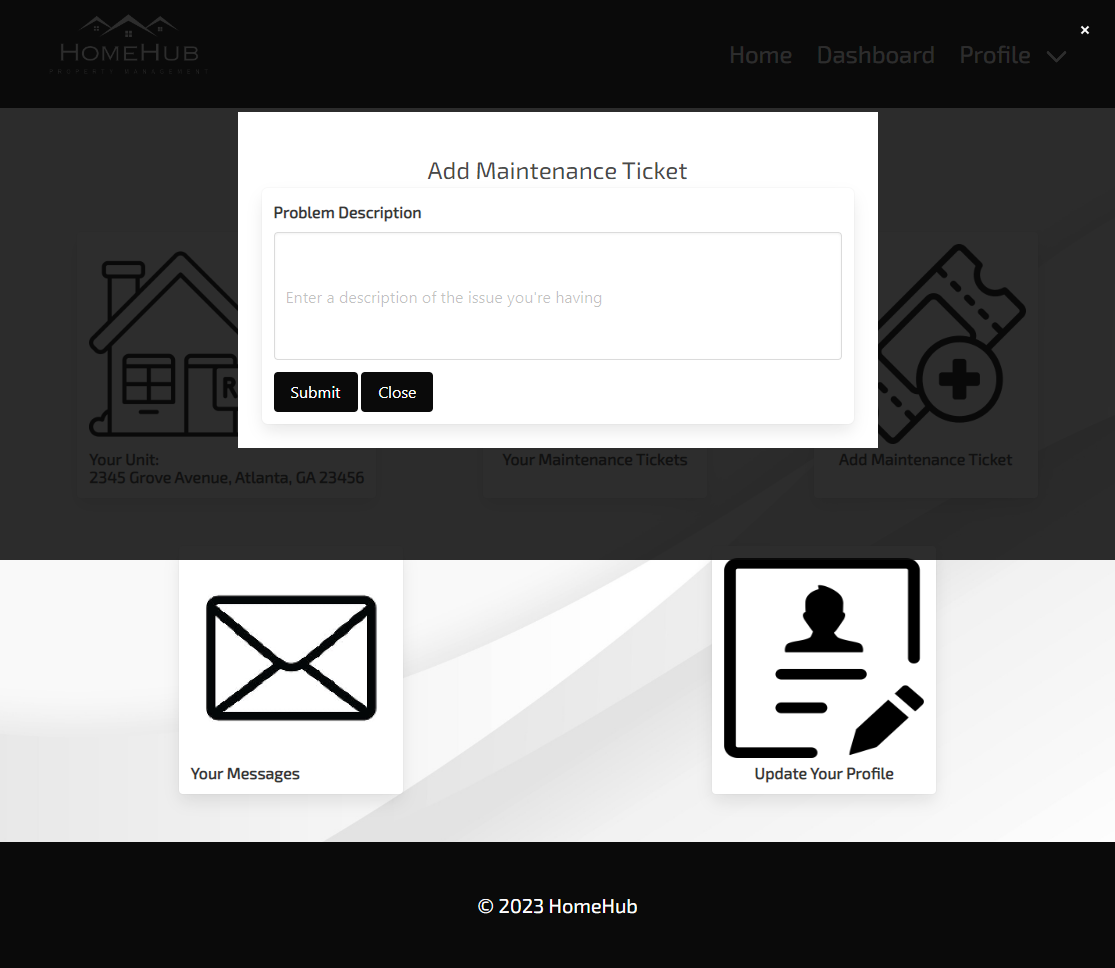 HOMEHUB
PROPERTY MANAGEMENT
Home Dashboard Profile
×
Add Maintenance Ticket
Problem Description
Enter a description of the issue you're having
Submit Close
R
Your Unit:
2345 Grove Avenue, Atlanta, GA 23456
Your Maintenance Tickets
Add Maintenance Ticket
Your Messages
Update Your Profile
© 2023 HomeHub